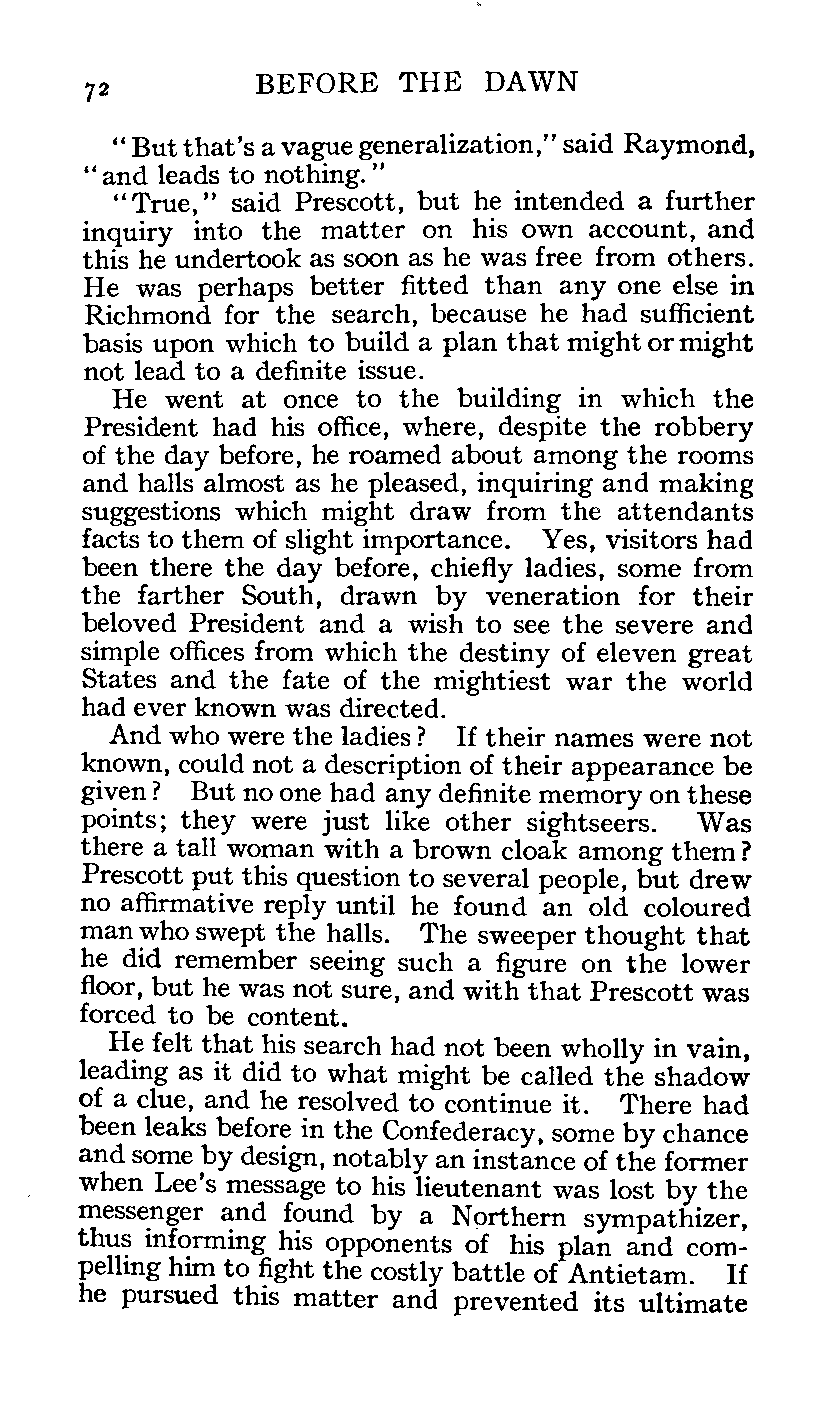 72 BEFORE THE DAWN
"But that's a vague generalization," said Raymond,
"and leads to nothing."
"True," said Prescott, but he intended a further
inquiry into the matter on his own account, and
this he undertook as soon as he was free from others.
He was perhaps better fitted than any one else in
Richmond for the search, because he had sufficient
basis upon which to build a plan that might or might
not lead to a definite issue.
He went at once to the building in which the
President had his office, where, despite the robbery
of the day before, he roamed about among the rooms
and halls almost as he pleased, inquiring and making
suggestions which might draw from the attendants
facts to them of slight importance. Yes, visitors had
been there the day before, chiefly ladies, some from
the farther South, drawn by veneration for their
beloved President and a wish to see the severe and
simple offices from which the destiny of eleven great
States and the fate of the mightiest war the world
had ever known was directed.
And who were the ladies? If their names were not
known, could not a description of their appearance be
given? But no one had any definite memory on these
points; they were just like other sightseers. Was
there a tall woman with a brown cloak among them?
Prescott put this question to several people, but drew
no affirmative reply until he found an old coloured
man who swept the halls. The sweeper thought that
he did remember seeing such a figure on the lower
floor, but he was not sure, and with that Prescott was
forced to be content.
He felt that his search had not been wholly in vain,
leading as it did to what might be called the shadow
of a clue, and he resolved to continue it. There had
been leaks before in the Confederacy, some by chance
and some by design, notably an instance of the former
when Lee's message to his lieutenant was lost by the
messenger and found by a Northern sympathizer,
thus informing his opponents of his plan and com-
pelling him to fight the costly battle of Antietam. If
he pursued this matter and prevented its ultimate